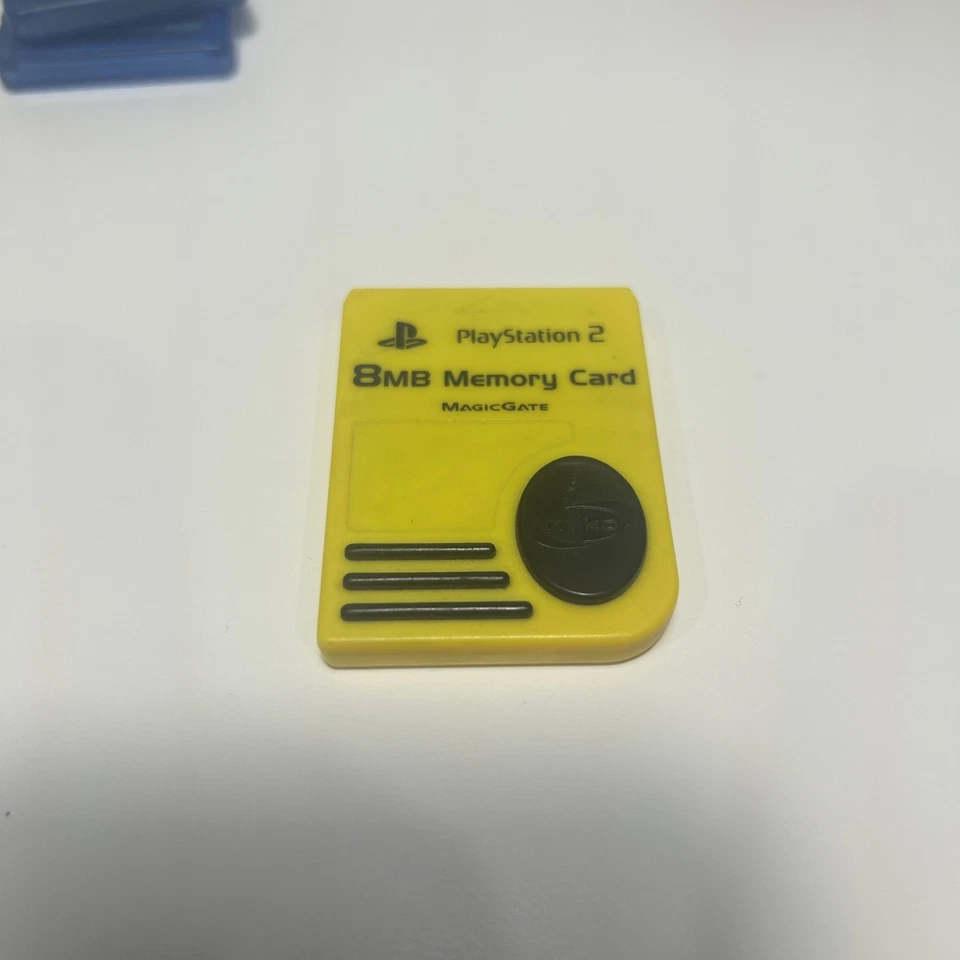 PlayStation 2
8MB Memory Card
MAGICGATE